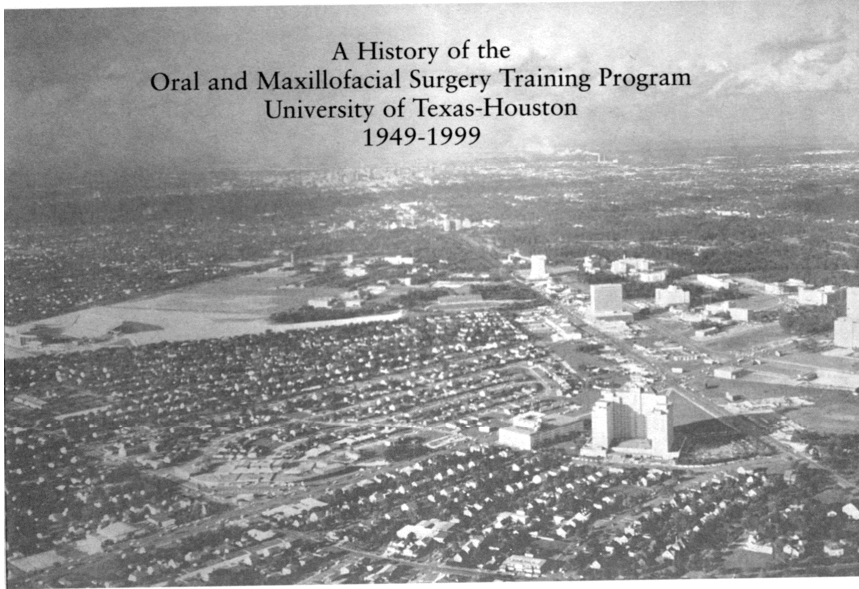 A History of the
Oral and Maxillofacial Surgery Training Program
University of Texas-Houston
1949-1999